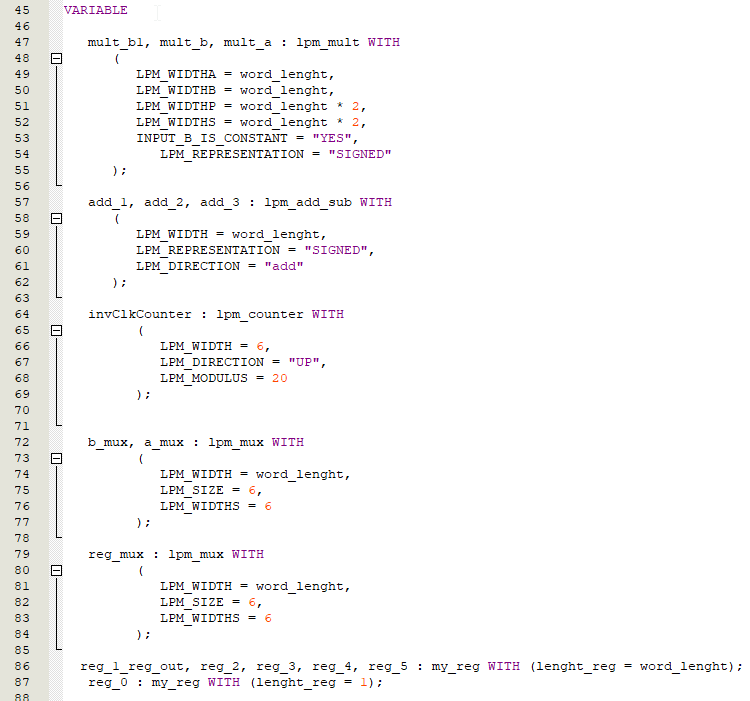 45 VARIABLE
46
47 mult_b1, mult_b, mult_a : lpm_mult WITH
48 (
49 LPM_WIDTHA = word_lenght,
50 LPM_WIDTHB = word_lenght,
51 LPM_WIDTHP = word_lenght * 2,
52 LPM_WIDTHS = word_lenght * 2,
53 INPUT_B_IS_CONSTANT = "YES",
54 LPM_REPRESENTATION = "SIGNED"
55 );
56
57 add_1, add_2, add_3 : lpm_add_sub WITH
58 (
59 LPM_WIDTH = word_lenght,
60 LPM_REPRESENTATION = "SIGNED",
61 LPM_DIRECTION = "add"
62 );
63
64 invClkCounter : lpm_counter WITH
65 (
66 LPM_WIDTH = 6,
67 LPM_DIRECTION = "UP",
68 LPM_MODULUS = 20
69 );
70
71
72 b_mux, a_mux : lpm_mux WITH
73 (
74 LPM_WIDTH = word_lenght,
75 LPM_SIZE = 6,
76 LPM_WIDTHS = 6
77 );
78
79 reg_mux : lpm_mux WITH
80 (
81 LPM_WIDTH = word_lenght,
82 LPM_SIZE = 6,
83 LPM_WIDTHS = 6
84 );
85
86 reg_1_reg_out, reg_2, reg_3, reg_4, reg_5 : my_reg WITH (lenght_reg = word_lenght);
87 reg_0 : my_reg WITH (lenght_reg = 1);
88